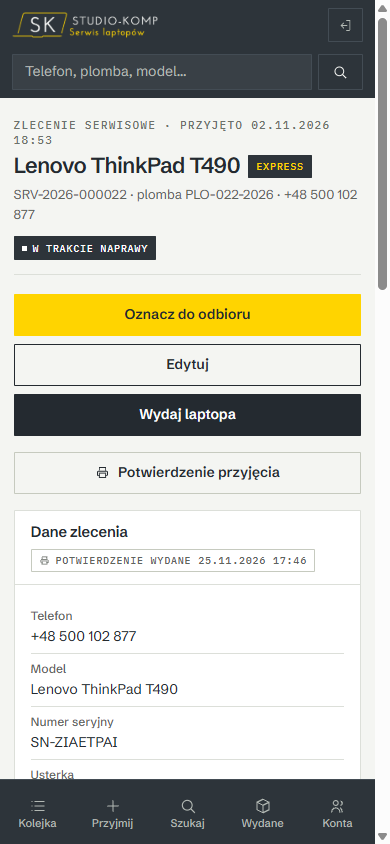 SK STUDIO-KOMP
Serwis laptopów
Telefon, plomba, model...
ZLECENIE SERWISOWE · PRZYJĘTO 02.11.2026
18:53
Lenovo ThinkPad T490 EXPRESS
SRV-2026-000022 · plomba PLO-022-2026 · +48 500 102
877
W TRAKCIE NAPRAWY
Oznacz do odbioru
Edytuj
Wydaj laptopa
Potwierdzenie przyjęcia
Dane zlecenia
POTWIERDZENIE WYDANE 25.11.2026 17:46
Telefon
+48 500 102 877
Model
Lenovo ThinkPad T490
Numer seryjny
SN-ZIAETPAI
Usterka
Kolejka Przyjmij Szukaj Wydane Konta